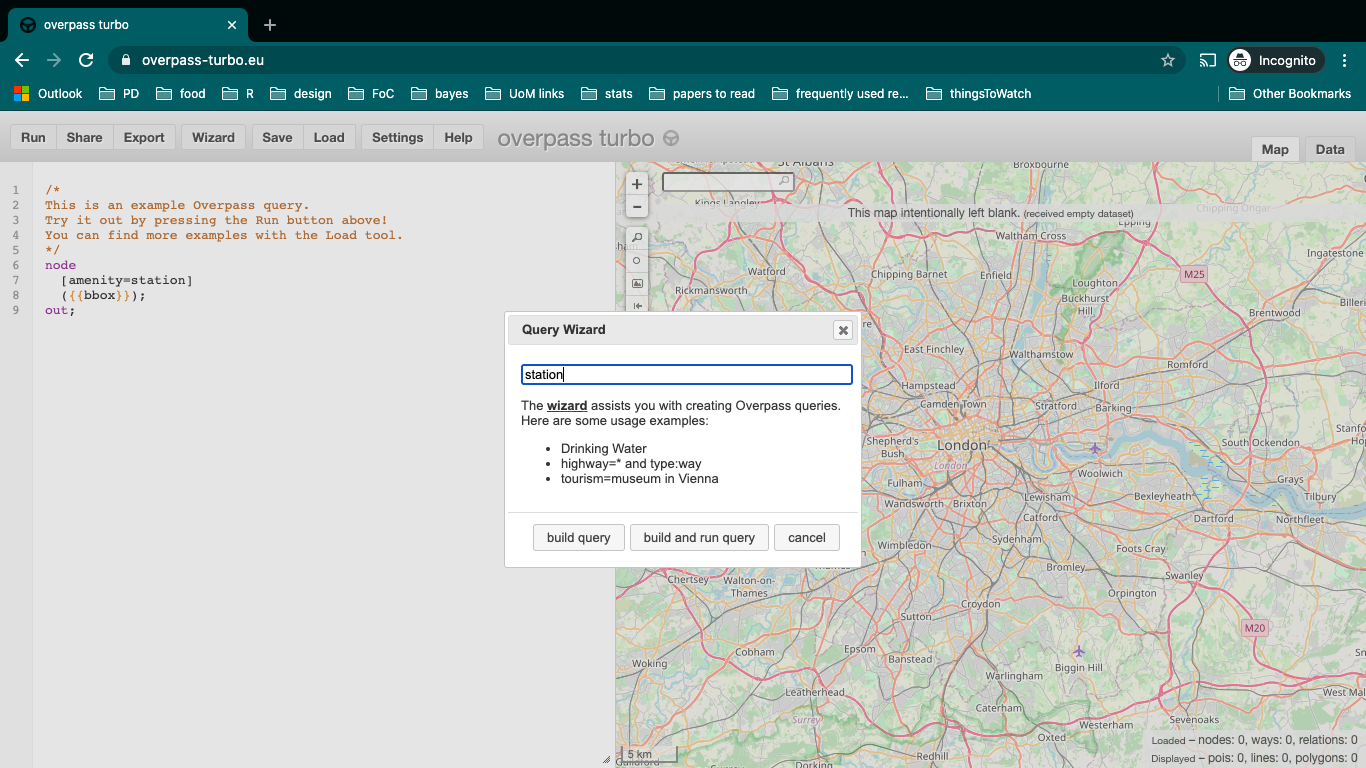 overpass turbo
overpass-turbo.eu
Incognito
Outlook PD food R design FoC bayes UoM links stats papers to read frequently used re... thingsToWatch Other Bookmarks
Run Share Export Wizard Save Load Settings Help overpass turbo
Map Data
1 /*
2 This is an example Overpass query.
3 Try it out by pressing the Run button above!
4 You can find more examples with the Load tool.
5 */
6 node
7 [amenity=station]
8 ({{bbox}});
9 out;
+
−
St Albans
Broxbourne
Kings Langley
This map intentionally left blank. (received empty dataset)
Chipping Ongar
Epping
Waltham Cross
Ingatestone
Watford
Chipping Barnet
Enfield
M25
Loughton
Rickmansworth
Buckhurst
Hill
Billeri
Brentwood
Query Wizard
station
The wizard assists you with creating Overpass queries.
Here are some usage examples:
• Drinking Water
• highway=* and type:way
• tourism=museum in Vienna
build query build and run query cancel
East Finchley
Walthamstow
Romford
Hampstead
Ilford
Camden Town
Stratford
Barking
Stanfo
Shepherd's
Bush
London
London
South Ockendon
Ho
Woolwich
Grays
Fulham
Lewisham
Bexleyheath
Tilbury
Wandsworth
Brixton
Catford
Dartford
Northfleet
Wimbledon
Sydenham
Foots Cray
Bromley
Swanley
Chertsey
Walton-on-
Thames
Orpington
Croydon
Sutton
M20
Cobham
Epsom
Banstead
Sn
Woking
Biggin Hill
Warlingham
Leatherhead
West Mal
Caterham
Surrey
Westerham
Sevenoaks
Oxted
5 km
Redhill
Guildford
Dorking
Loaded – nodes: 0, ways: 0, relations: 0
Displayed – pois: 0, lines: 0, polygons: 0